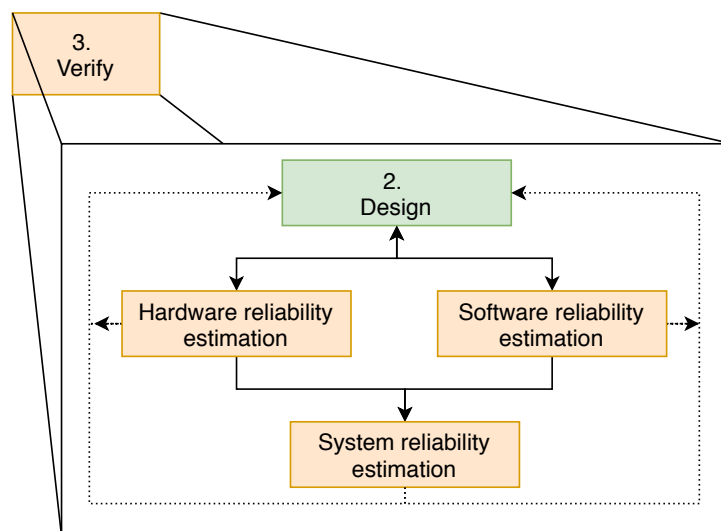 3.
Verify
2.
Design
Hardware reliability
estimation
Software reliability
estimation
System reliability
estimation